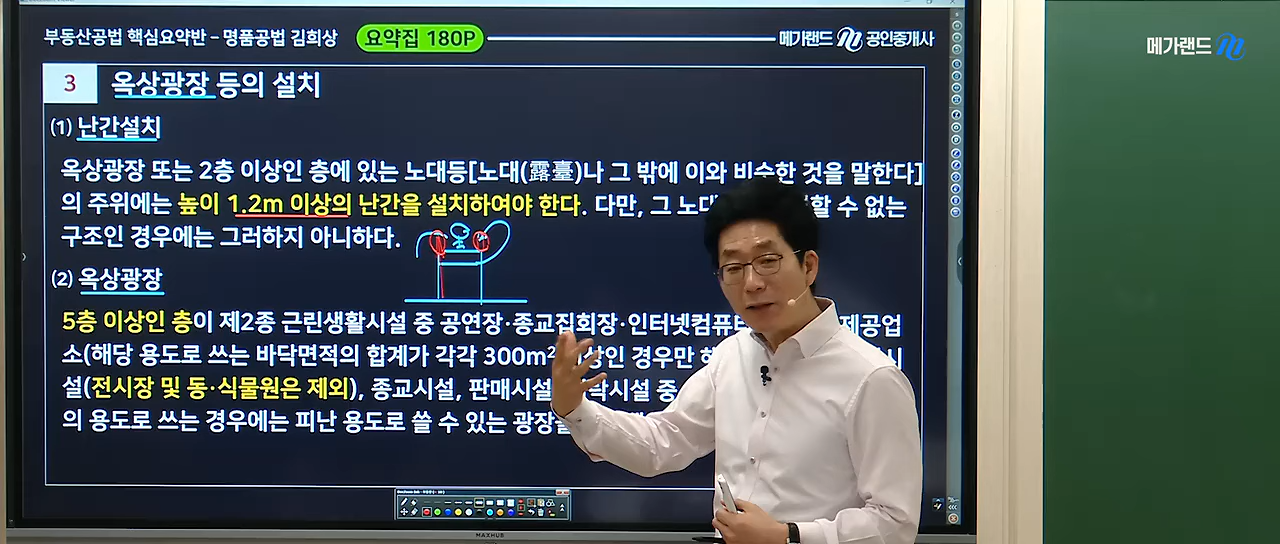 부동산공법 핵심요약반 – 명품공법 김희상
요약집 180P
메가랜드 공인중개사
메가랜드
3 옥상광장 등의 설치
(1) 난간설치
옥상광장 또는 2층 이상인 층에 있는 노대등[노대(露臺)나 그 밖에 이와 비슷한 것을 말한다]
의 주위에는 높이 1.2m 이상의 난간을 설치하여야 한다. 다만, 그 할 수 없는
구조인 경우에는 그러하지 아니하다.
(2) 옥상광장
5층 이상인 층이 제2종 근린생활시설 중 공연장·종교집회장·인터넷컴퓨터 제공업
소(해당 용도로 쓰는 바닥면적의 합계가 각각 300m² 이상인 경우만 시
설(전시장 및 동·식물원은 제외), 종교시설, 판매시설
의 용도로 쓰는 경우에는 피난 용도로 쓸 수 있는
MAXHUB